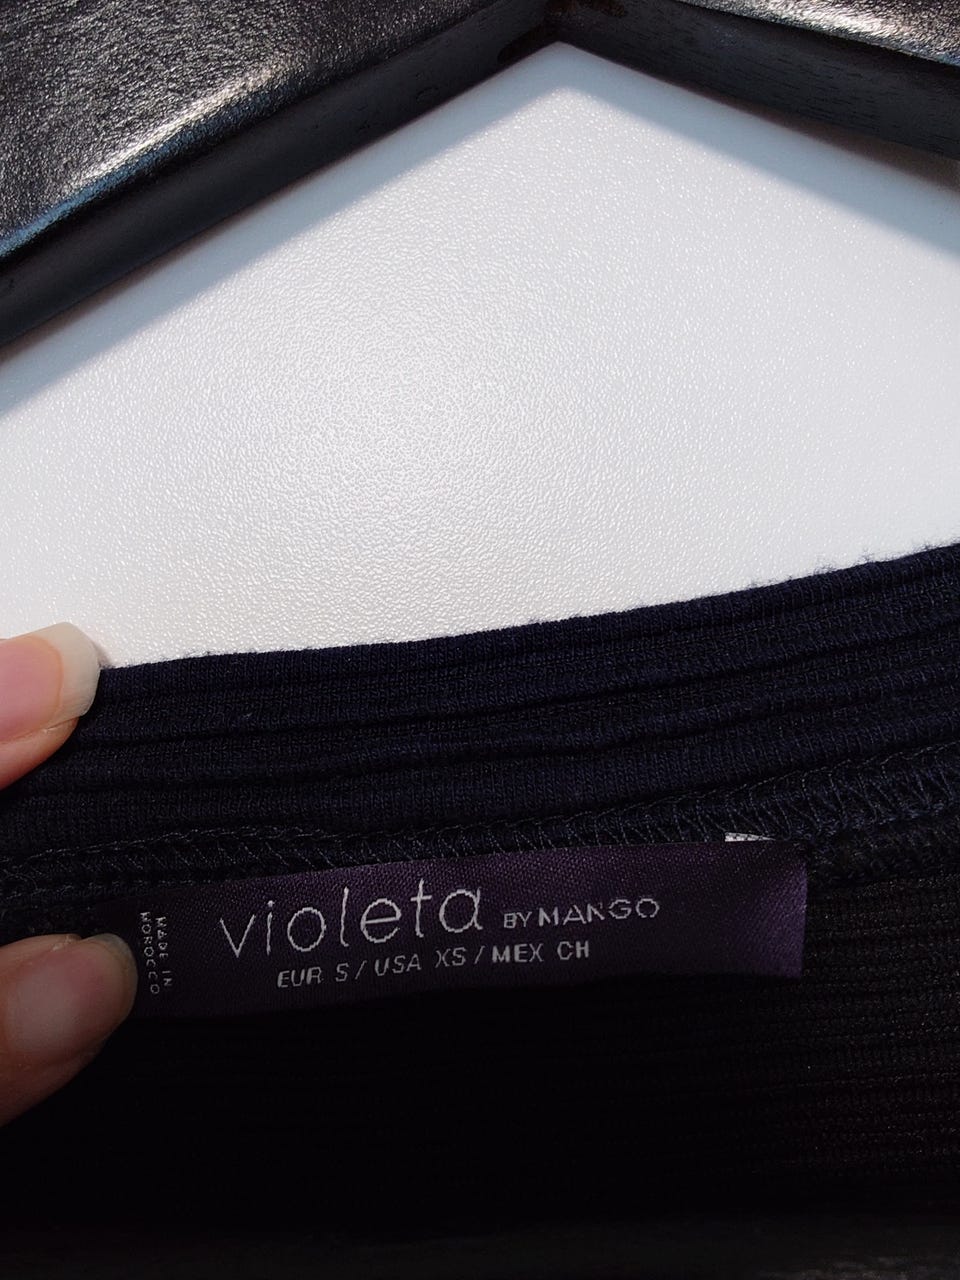 violeta BY MANGO
EUR S / USA XS / MEX CH
MADE IN
MOROCCO